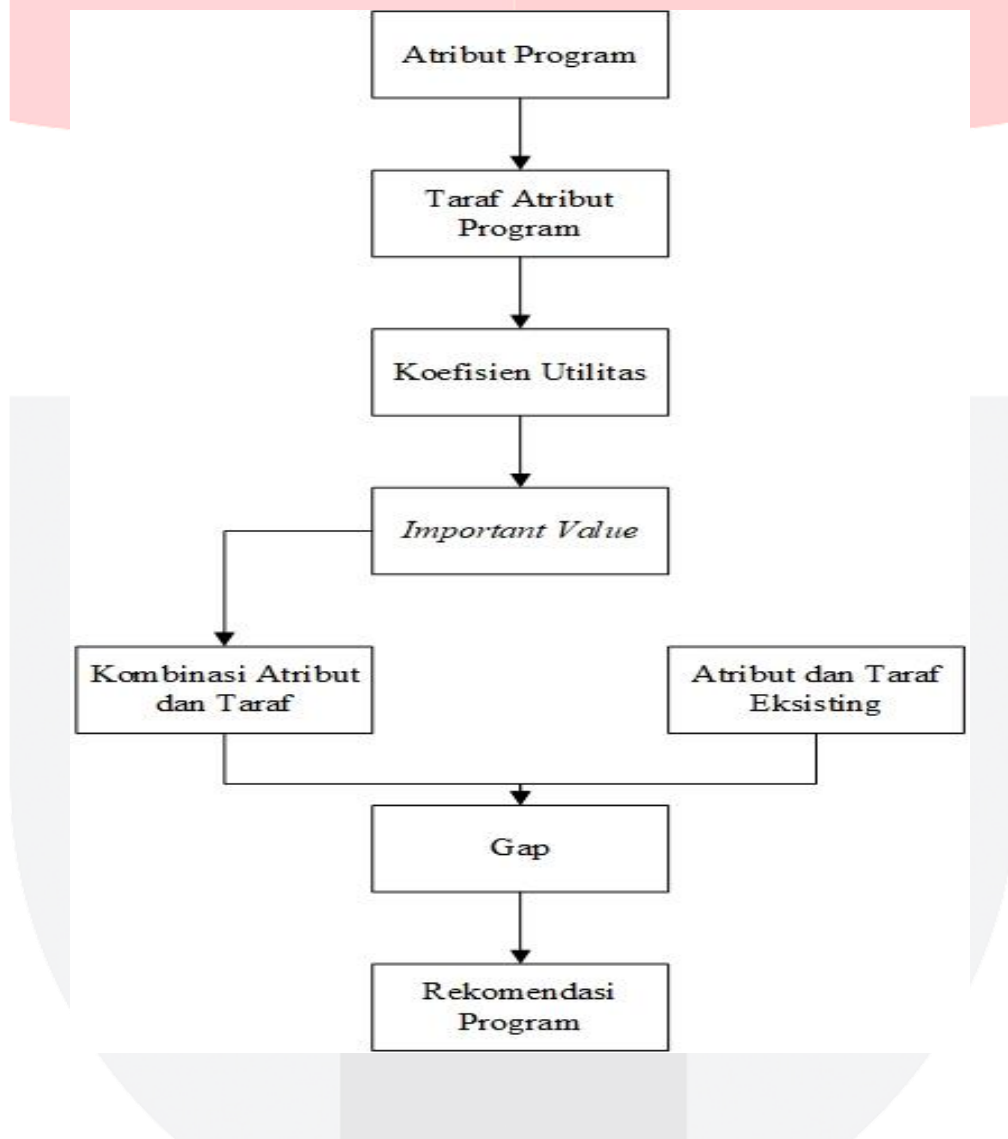 Atribut Program
Taraf Atribut
Program
Koefisien Utilitas
Important Value
Kombinasi Atribut
dan Taraf
Atribut dan Taraf
Eksisting
Gap
Rekomendasi
Program